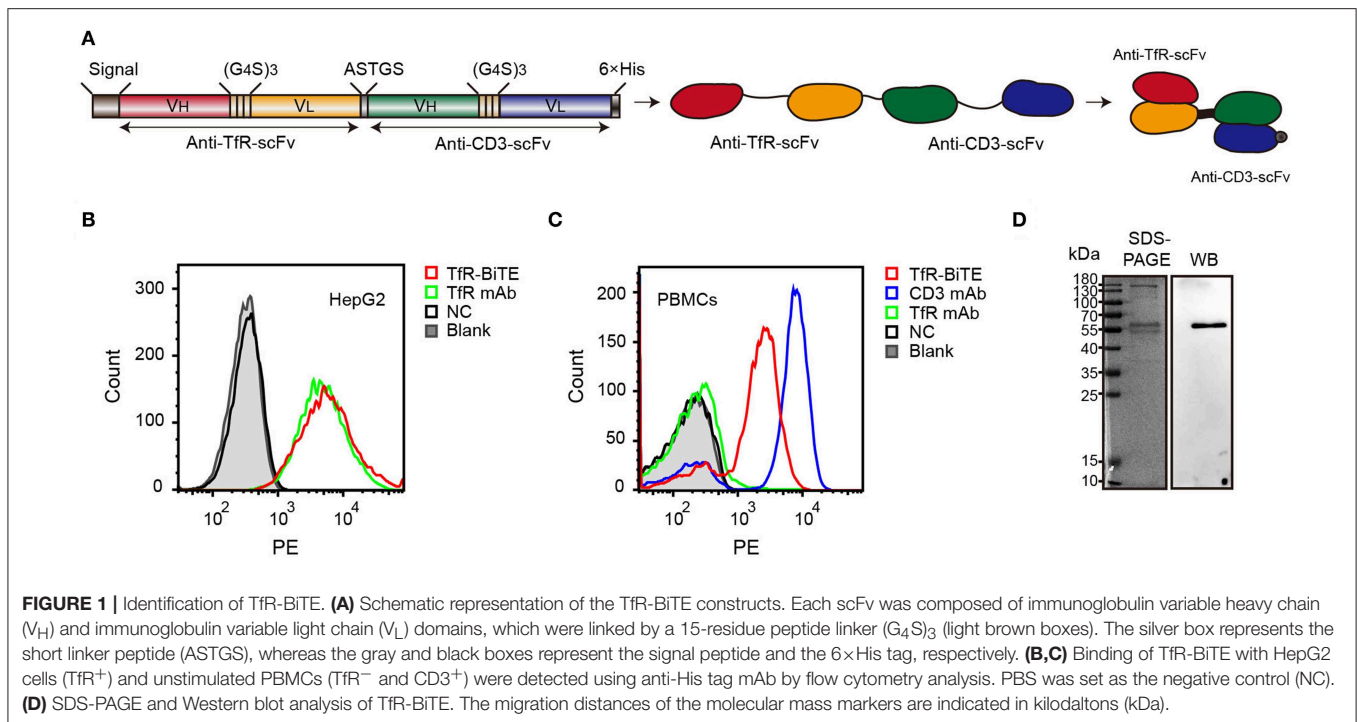 A
Signal (G4S)3 ASTGS (G4S)3 6×His
VH VL VH VL
Anti-TfR-scFv Anti-CD3-scFv
Anti-TfR-scFv Anti-CD3-scFv
Anti-TfR-scFv
Anti-CD3-scFv
B
HepG2
Count
300
200
100
0
10² 10³ 10⁴
PE
TfR-BiTE
TfR mAb
NC
Blank
C
PBMCs
Count
200
150
100
50
0
10² 10³ 10⁴
PE
TfR-BiTE
CD3 mAb
TfR mAb
NC
Blank
D
kDa SDS-PAGE WB
180
130
100
70
55
40
35
25
15
10
FIGURE 1 | Identification of TfR-BiTE. (A) Schematic representation of the TfR-BiTE constructs. Each scFv was composed of immunoglobulin variable heavy chain
(VH) and immunoglobulin variable light chain (VL) domains, which were linked by a 15-residue peptide linker (G4S)3 (light brown boxes). The silver box represents the
short linker peptide (ASTGS), whereas the gray and black boxes represent the signal peptide and the 6×His tag, respectively. (B,C) Binding of TfR-BiTE with HepG2
cells (TfR⁺) and unstimulated PBMCs (TfR⁻ and CD3⁺) were detected using anti-His tag mAb by flow cytometry analysis. PBS was set as the negative control (NC).
(D) SDS-PAGE and Western blot analysis of TfR-BiTE. The migration distances of the molecular mass markers are indicated in kilodaltons (kDa).